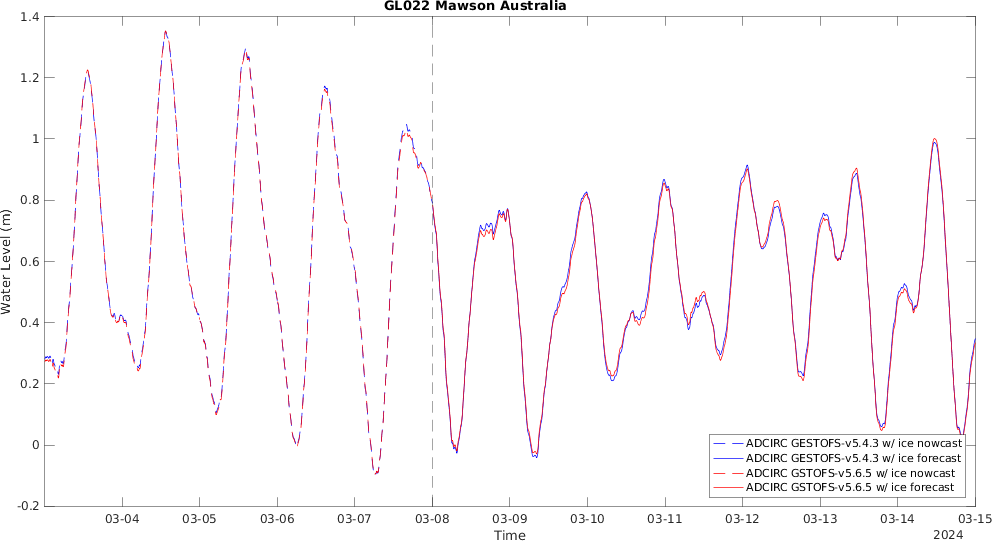 GL022 Mawson Australia
1.4
1.2
1
0.8
0.6
0.4
0.2
0
-0.2
Water Level (m)
ADCIRC GESTOFS-v5.4.3 w/ ice nowcast
ADCIRC GESTOFS-v5.4.3 w/ ice forecast
ADCIRC GSTOFS-v5.6.5 w/ ice nowcast
ADCIRC GSTOFS-v5.6.5 w/ ice forecast
03-04 03-05 03-06 03-07 03-08 03-09 03-10 03-11 03-12 03-13 03-14 03-15
Time
2024